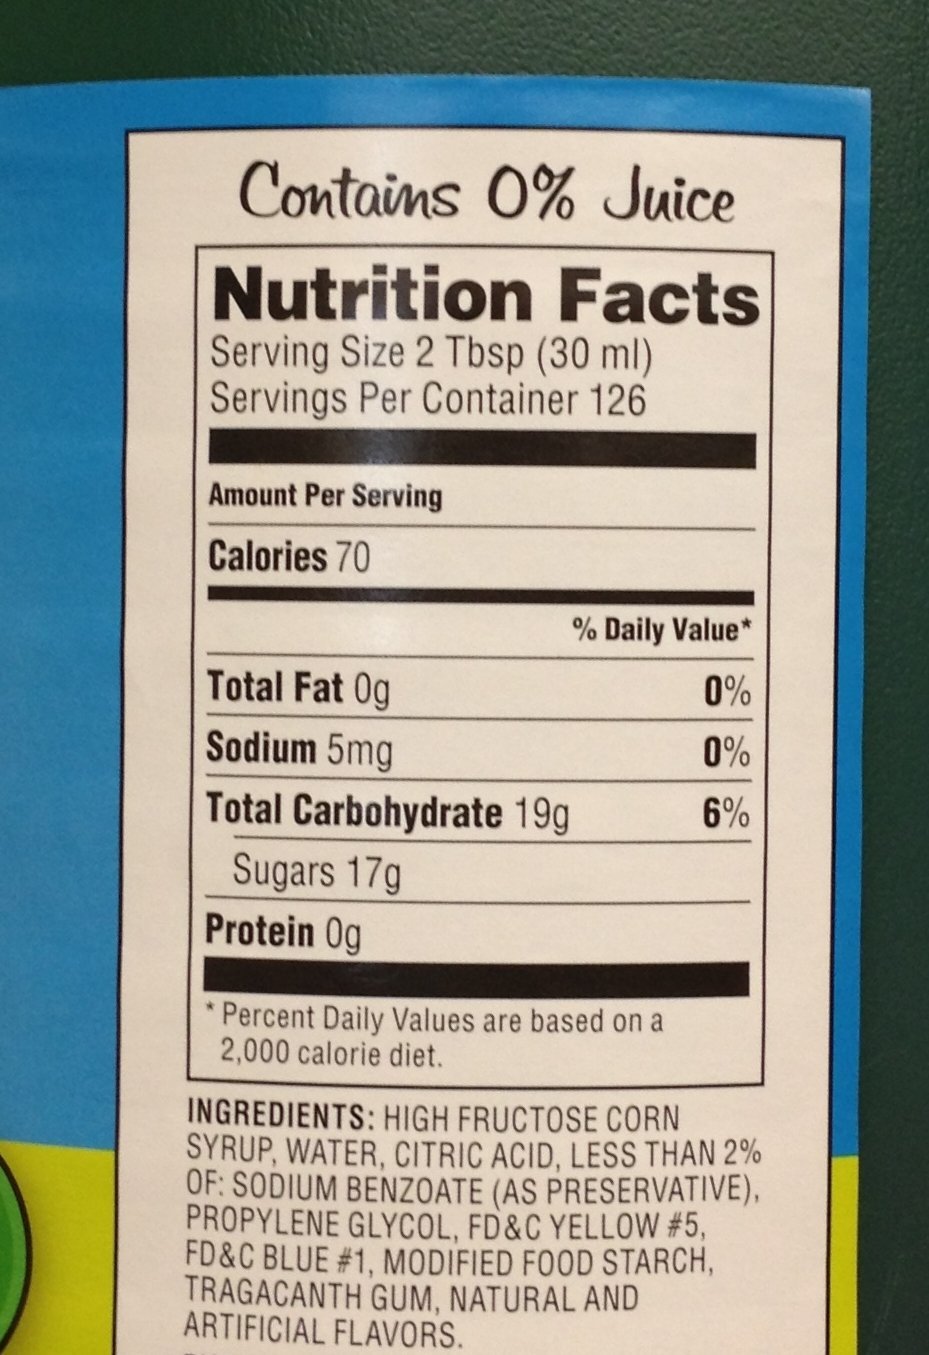 Contains 0% Juice
Nutrition Facts
Serving Size 2 Tbsp (30 ml)
Servings Per Container 126
Amount Per Serving
Calories 70
% Daily Value*
Total Fat 0g 0%
Sodium 5mg 0%
Total Carbohydrate 19g 6%
Sugars 17g
Protein 0g
* Percent Daily Values are based on a
2,000 calorie diet.
INGREDIENTS: HIGH FRUCTOSE CORN
SYRUP, WATER, CITRIC ACID, LESS THAN 2%
OF: SODIUM BENZOATE (AS PRESERVATIVE),
PROPYLENE GLYCOL, FD&C YELLOW #5,
FD&C BLUE #1, MODIFIED FOOD STARCH,
TRAGACANTH GUM, NATURAL AND
ARTIFICIAL FLAVORS.